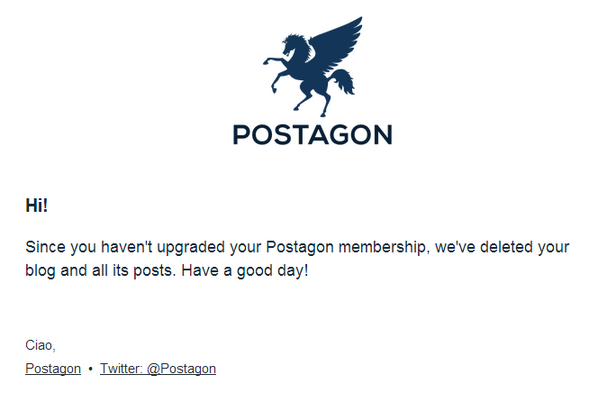 POSTAGON
Hi!
Since you haven't upgraded your Postagon membership, we've deleted your
blog and all its posts. Have a good day!
Ciao,
Postagon • Twitter: @Postagon